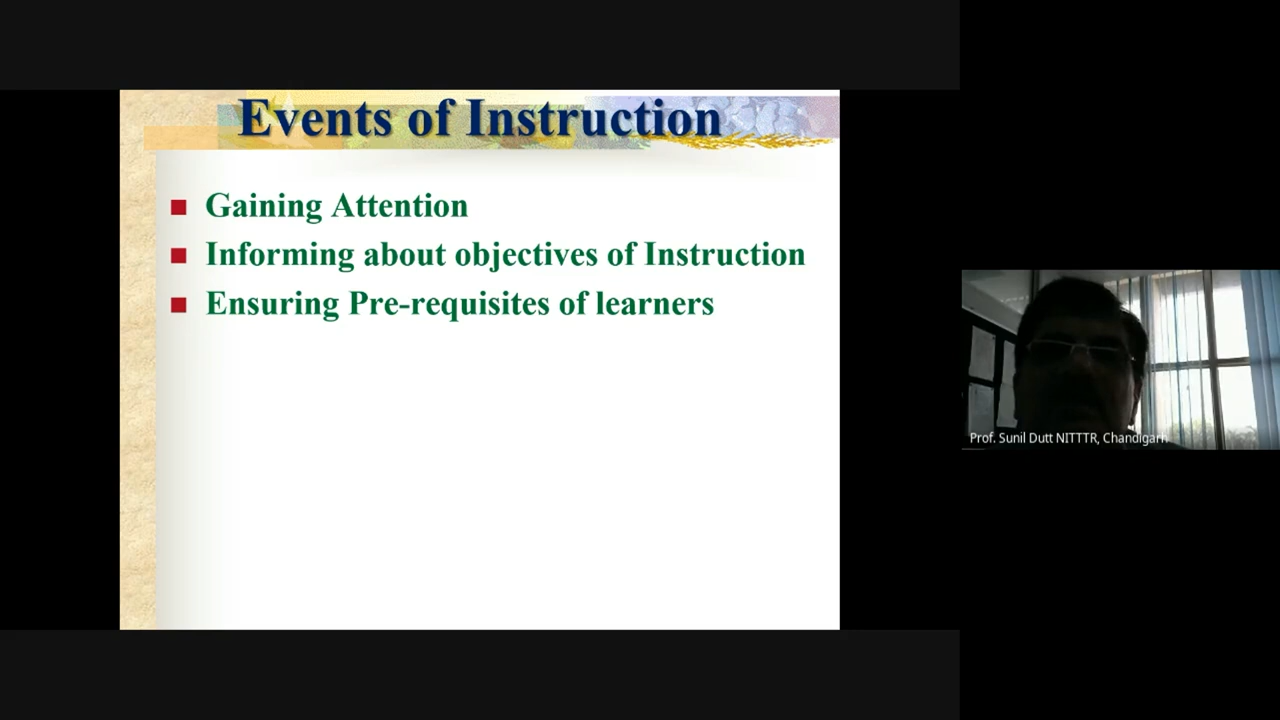 Events of Instruction
Gaining Attention
Informing about objectives of Instruction
Ensuring Pre-requisites of learners
Prof. Sunil Dutt NITTTR, Chandigarh